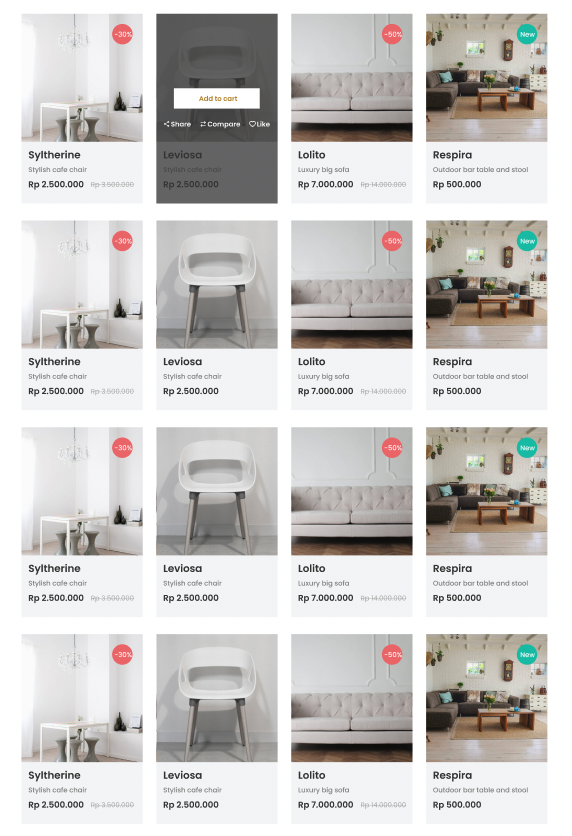 -30%
-50%
New
Add to cart
Share Compare Like
Syltherine
Stylish cafe chair
Rp 2.500.000 Rp 3.500.000
Leviosa
Stylish cafe chair
Rp 2.500.000
Lolito
Luxury big sofa
Rp 7.000.000 Rp 14.000.000
Respira
Outdoor bar table and stool
Rp 500.000
-30%
-50%
New
Syltherine
Stylish cafe chair
Rp 2.500.000 Rp 3.500.000
Leviosa
Stylish cafe chair
Rp 2.500.000
Lolito
Luxury big sofa
Rp 7.000.000 Rp 14.000.000
Respira
Outdoor bar table and stool
Rp 500.000
-30%
-50%
New
Syltherine
Stylish cafe chair
Rp 2.500.000 Rp 3.500.000
Leviosa
Stylish cafe chair
Rp 2.500.000
Lolito
Luxury big sofa
Rp 7.000.000 Rp 14.000.000
Respira
Outdoor bar table and stool
Rp 500.000
-30%
-50%
New
Syltherine
Stylish cafe chair
Rp 2.500.000 Rp 3.500.000
Leviosa
Stylish cafe chair
Rp 2.500.000
Lolito
Luxury big sofa
Rp 7.000.000 Rp 14.000.000
Respira
Outdoor bar table and stool
Rp 500.000